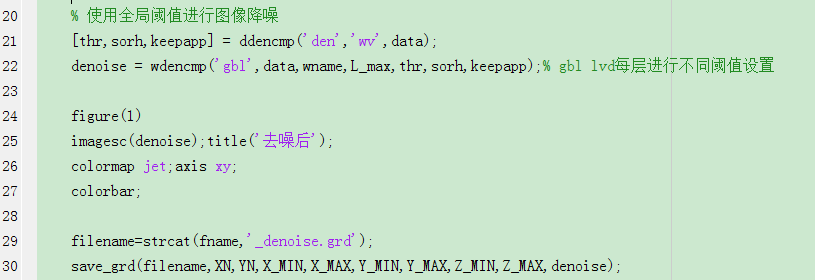 20 % 使用全局阈值进行图像降噪
21 [thr,sorh,keepapp] = ddencmp('den','wv',data);
22 denoise = wdencmp('gbl',data,wname,L_max,thr,sorh,keepapp);% gbl lvd每层进行不同阈值设置
23
24 figure(1)
25 imagesc(denoise);title('去噪后');
26 colormap jet;axis xy;
27 colorbar;
28
29 filename=strcat(fname,'_denoise.grd');
30 save_grd(filename,XN,YN,X_MIN,X_MAX,Y_MIN,Y_MAX,Z_MIN,Z_MAX,denoise);